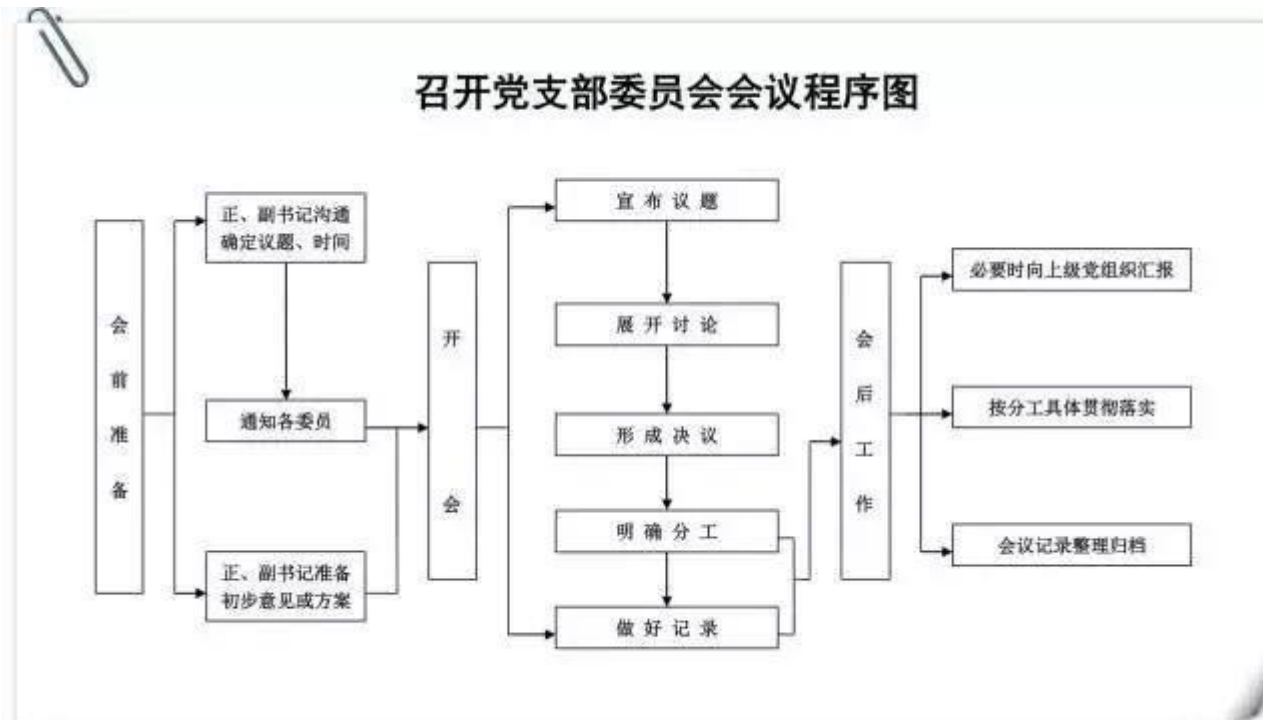 召开党支部委员会会议程序图
会前准备
正、副书记沟通
确定议题、时间
通知各委员
正、副书记准备
初步意见或方案
开会
宣布议题
展开讨论
形成决议
明确分工
做好记录
会后工作
必要时向上级党组织汇报
按分工具体贯彻落实
会议记录整理归档